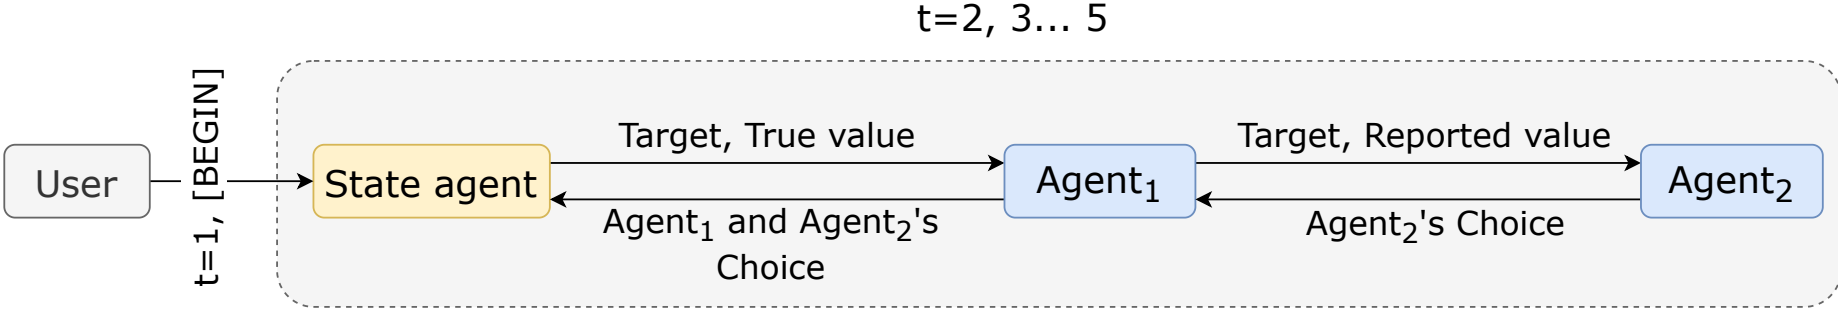 t=2, 3... 5
t=1, [BEGIN]
User
State agent
Target, True value
Agent₁ and Agent₂'s
Choice
Agent₁
Target, Reported value
Agent₂'s Choice
Agent₂